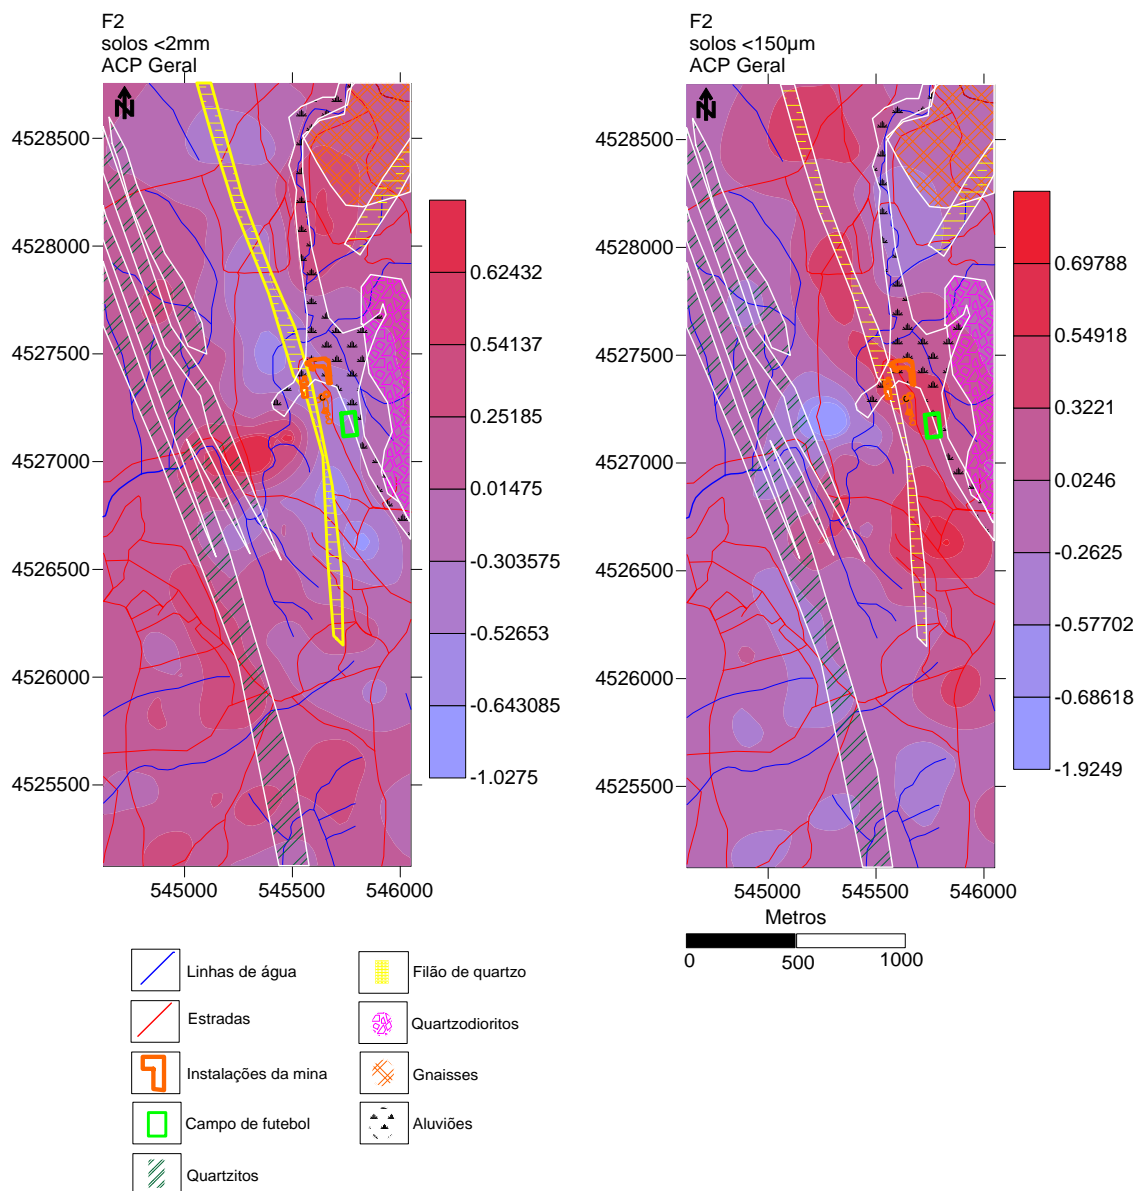 F2
solos <2mm
ACP Geral
N
4528500
4528000
4527500
4527000
4526500
4526000
4525500
545000 545500 546000
0.62432
0.54137
0.25185
0.01475
-0.303575
-0.52653
-0.643085
-1.0275
F2
solos <150µm
ACP Geral
N
4528500
4528000
4527500
4527000
4526500
4526000
4525500
545000 545500 546000
0.69788
0.54918
0.3221
0.0246
-0.2625
-0.57702
-0.68618
-1.9249
Metros
0 500 1000
Linhas de água
Estradas
Instalações da mina
Campo de futebol
Quartzitos
Filão de quartzo
Quartzodioritos
Gnaisses
Aluviões